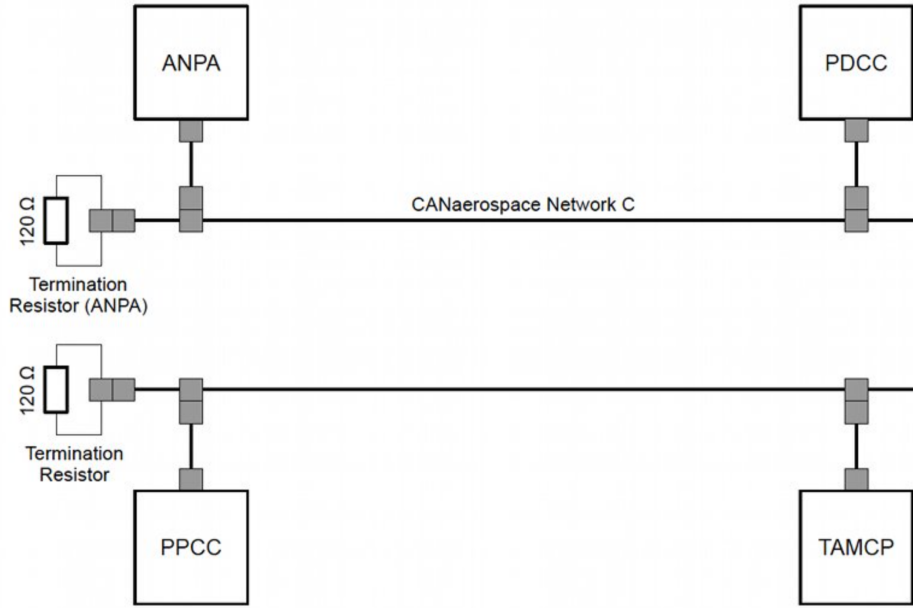 ANPA
PDCC
CANaerospace Network C
120 Ω
Termination
Resistor (ANPA)
120 Ω
Termination
Resistor
PPCC
TAMCP